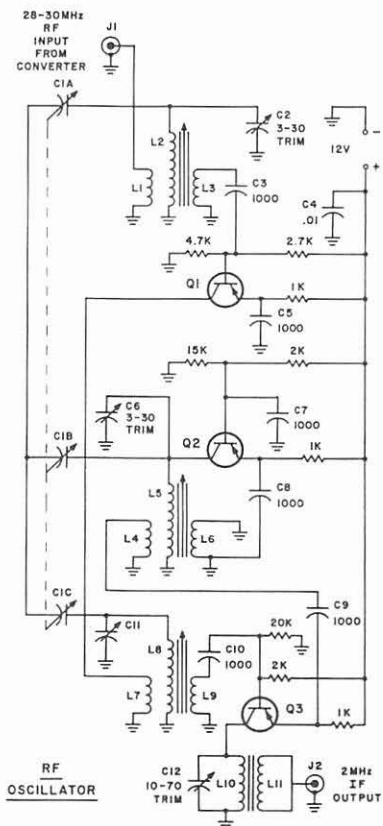 28-30MHz
RF
INPUT
FROM
CONVERTER
J1
C1A
L2
C2
3-30
TRIM
-
12V
+
L1
L3
C3
1000
C4
.01
4.7K
2.7K
Q1
1K
C5
1000
15K
2K
C6
3-30
TRIM
C7
1000
Q2
C1B
1K
L5
C8
1000
L4
L6
C9
1000
C1C
20K
C11
L8
C10
1000
2K
L7
L9
Q3
1K
RF
OSCILLATOR
C12
10-70
TRIM
L10
L11
J2
2MHz
IF
OUTPUT